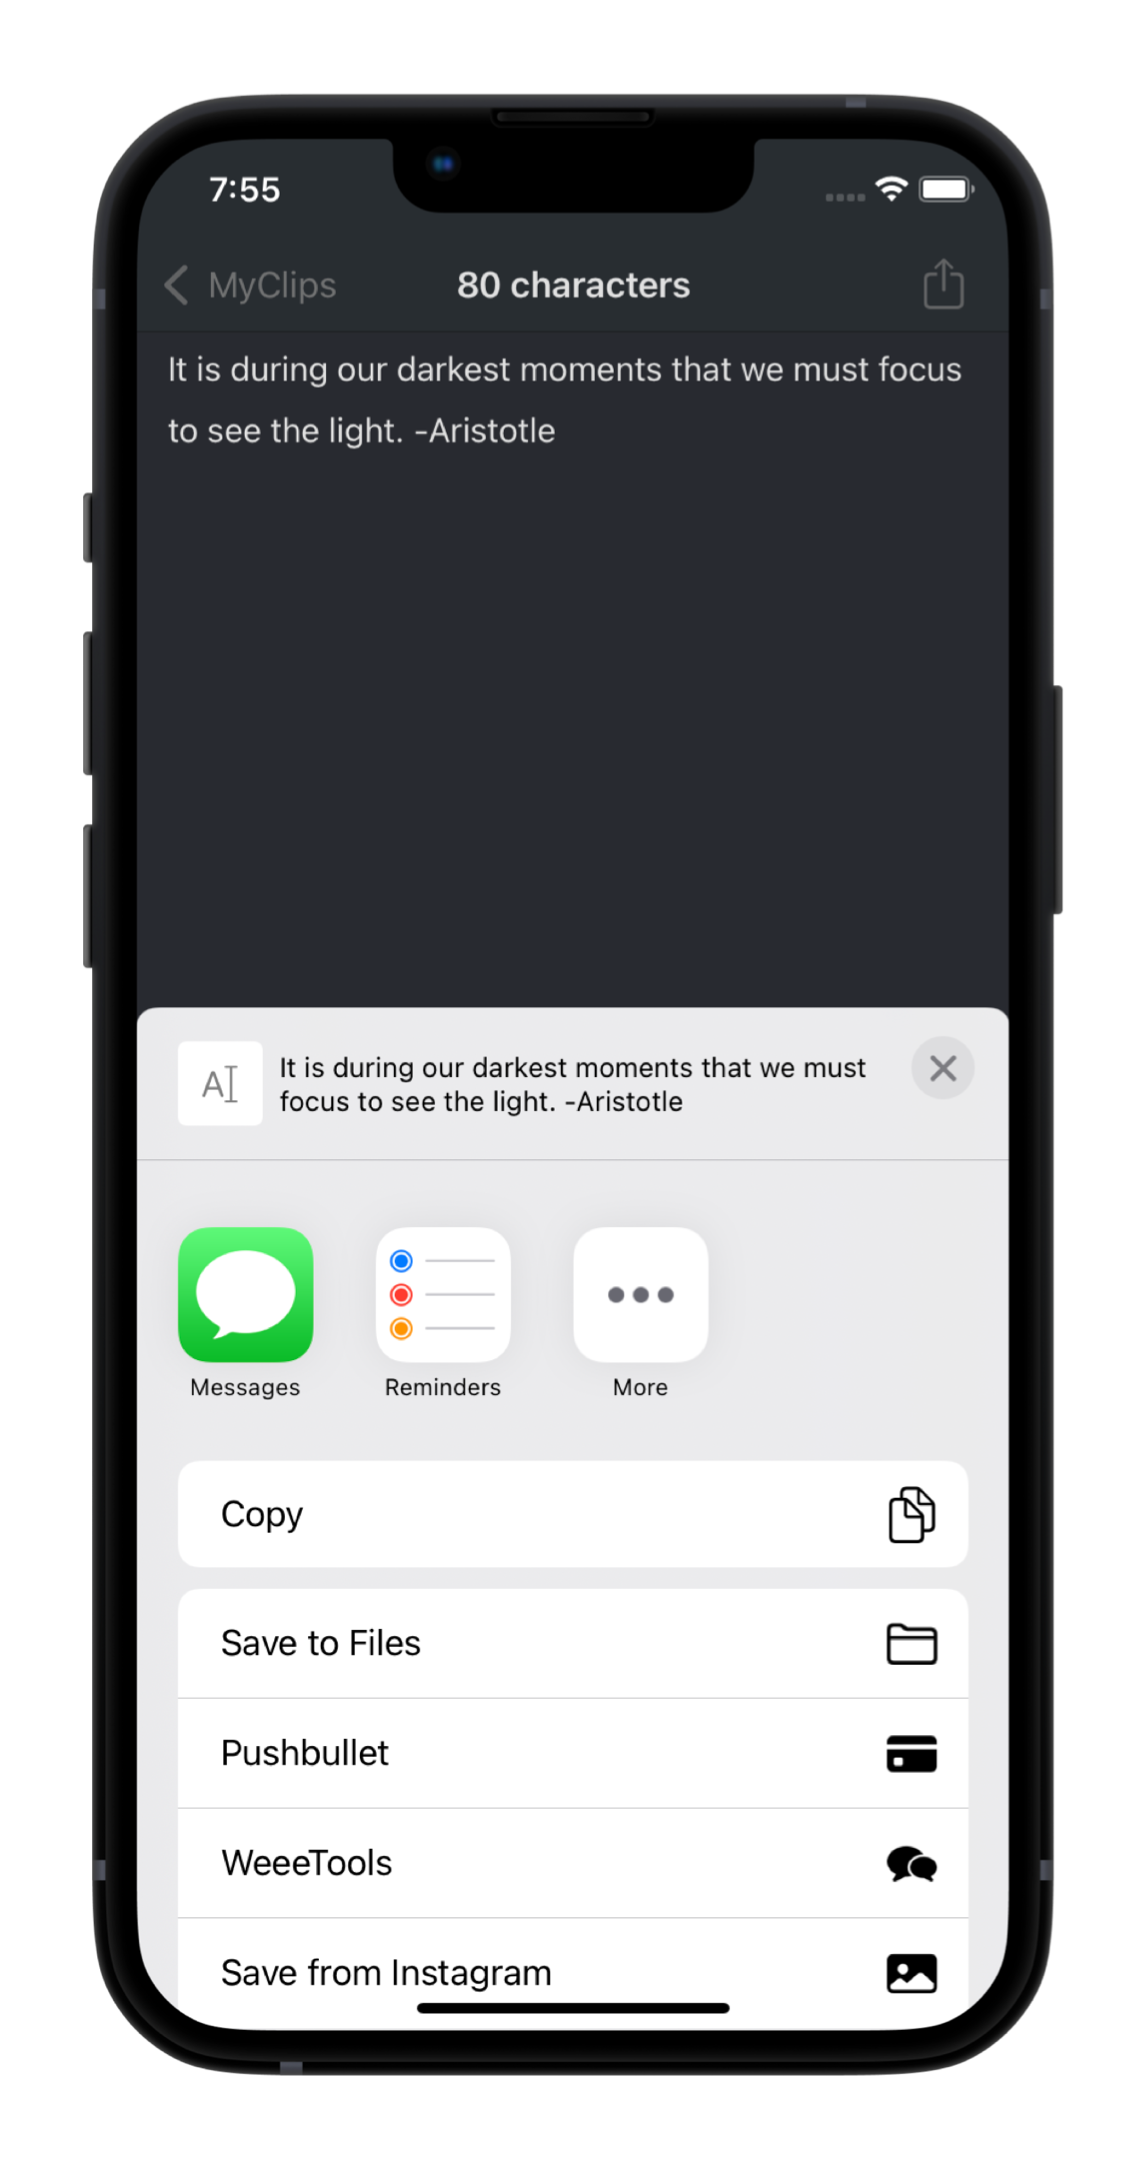 7:55
MyClips
80 characters
It is during our darkest moments that we must focus
to see the light. -Aristotle
A
It is during our darkest moments that we must
focus to see the light. -Aristotle
Messages
Reminders
More
Copy
Save to Files
Pushbullet
WeeeTools
Save from Instagram